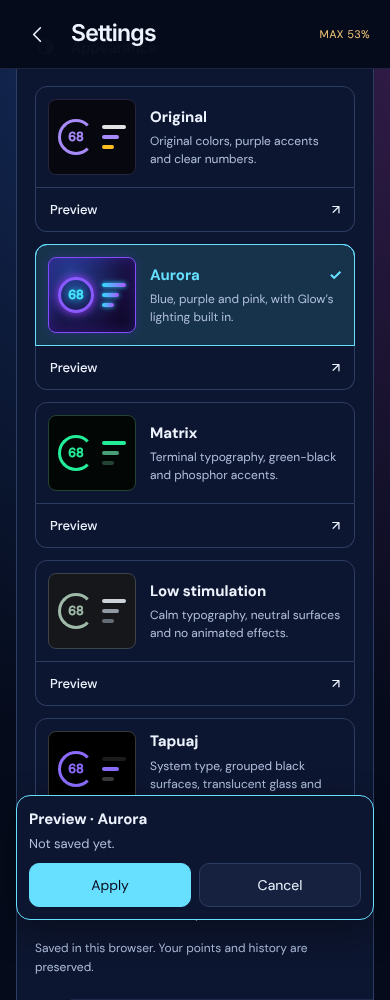 Settings
MAX 53%
Appearance
68
Original
Original colors, purple accents
and clear numbers.
Preview
68
Aurora
Blue, purple and pink, with Glow's
lighting built in.
Preview
68
Matrix
Terminal typography, green-black
and phosphor accents.
Preview
68
Low stimulation
Calm typography, neutral surfaces
and no animated effects.
Preview
68
Tapuaj
System type, grouped black
surfaces, translucent glass and
Preview · Aurora
Not saved yet.
Apply
Cancel
Saved in this browser. Your points and history are
preserved.